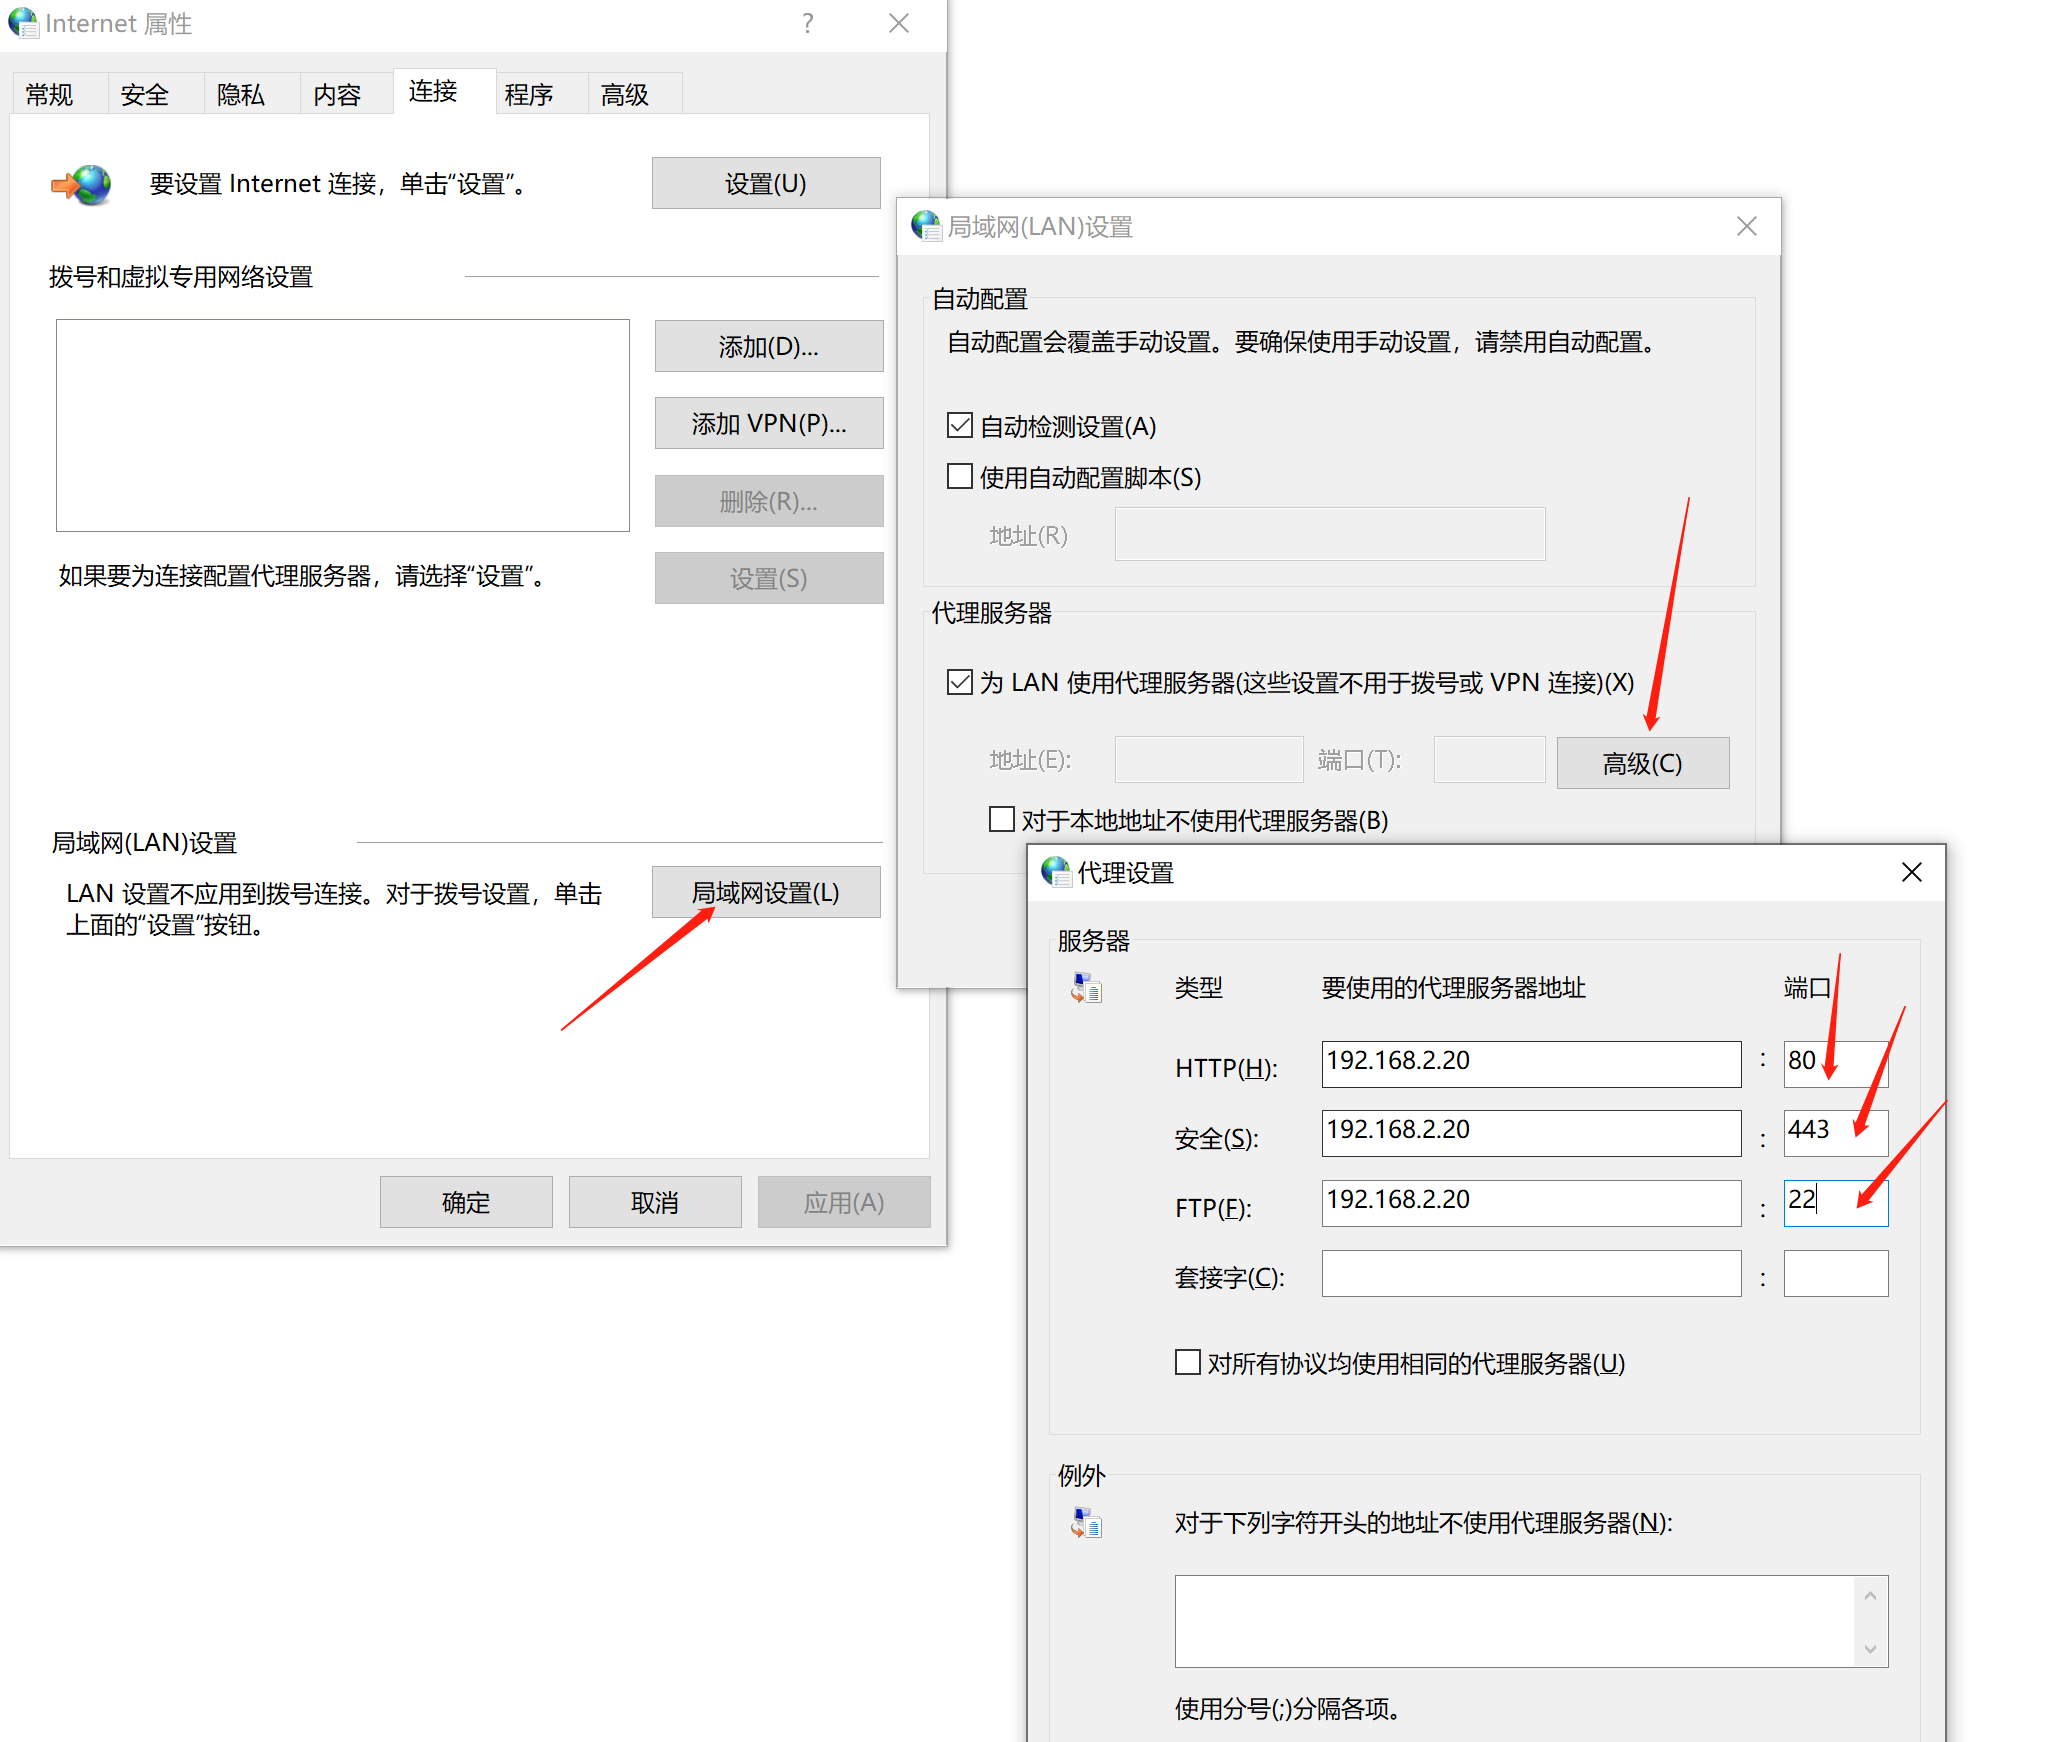 Internet 属性
?
常规 安全 隐私 内容 连接 程序 高级
要设置 Internet 连接，单击“设置”。
设置(U)
拨号和虚拟专用网络设置
添加(D)...
添加 VPN(P)...
删除(R)...
如果要为连接配置代理服务器，请选择“设置”。
设置(S)
局域网(LAN)设置
LAN 设置不应用到拨号连接。对于拨号设置，单击
上面的“设置”按钮。
局域网设置(L)
确定 取消 应用(A)
局域网(LAN)设置
自动配置
自动配置会覆盖手动设置。要确保使用手动设置，请禁用自动配置。
自动检测设置(A)
使用自动配置脚本(S)
地址(R)
代理服务器
为 LAN 使用代理服务器(这些设置不用于拨号或 VPN 连接)(X)
地址(E): 端口(T): 高级(C)
对于本地地址不使用代理服务器(B)
代理设置
服务器
类型 要使用的代理服务器地址 端口
HTTP(H): 192.168.2.20 : 80
安全(S): 192.168.2.20 : 443
FTP(F): 192.168.2.20 : 22
套接字(C): :
对所有协议均使用相同的代理服务器(U)
例外
对于下列字符开头的地址不使用代理服务器(N):
使用分号(;)分隔各项。